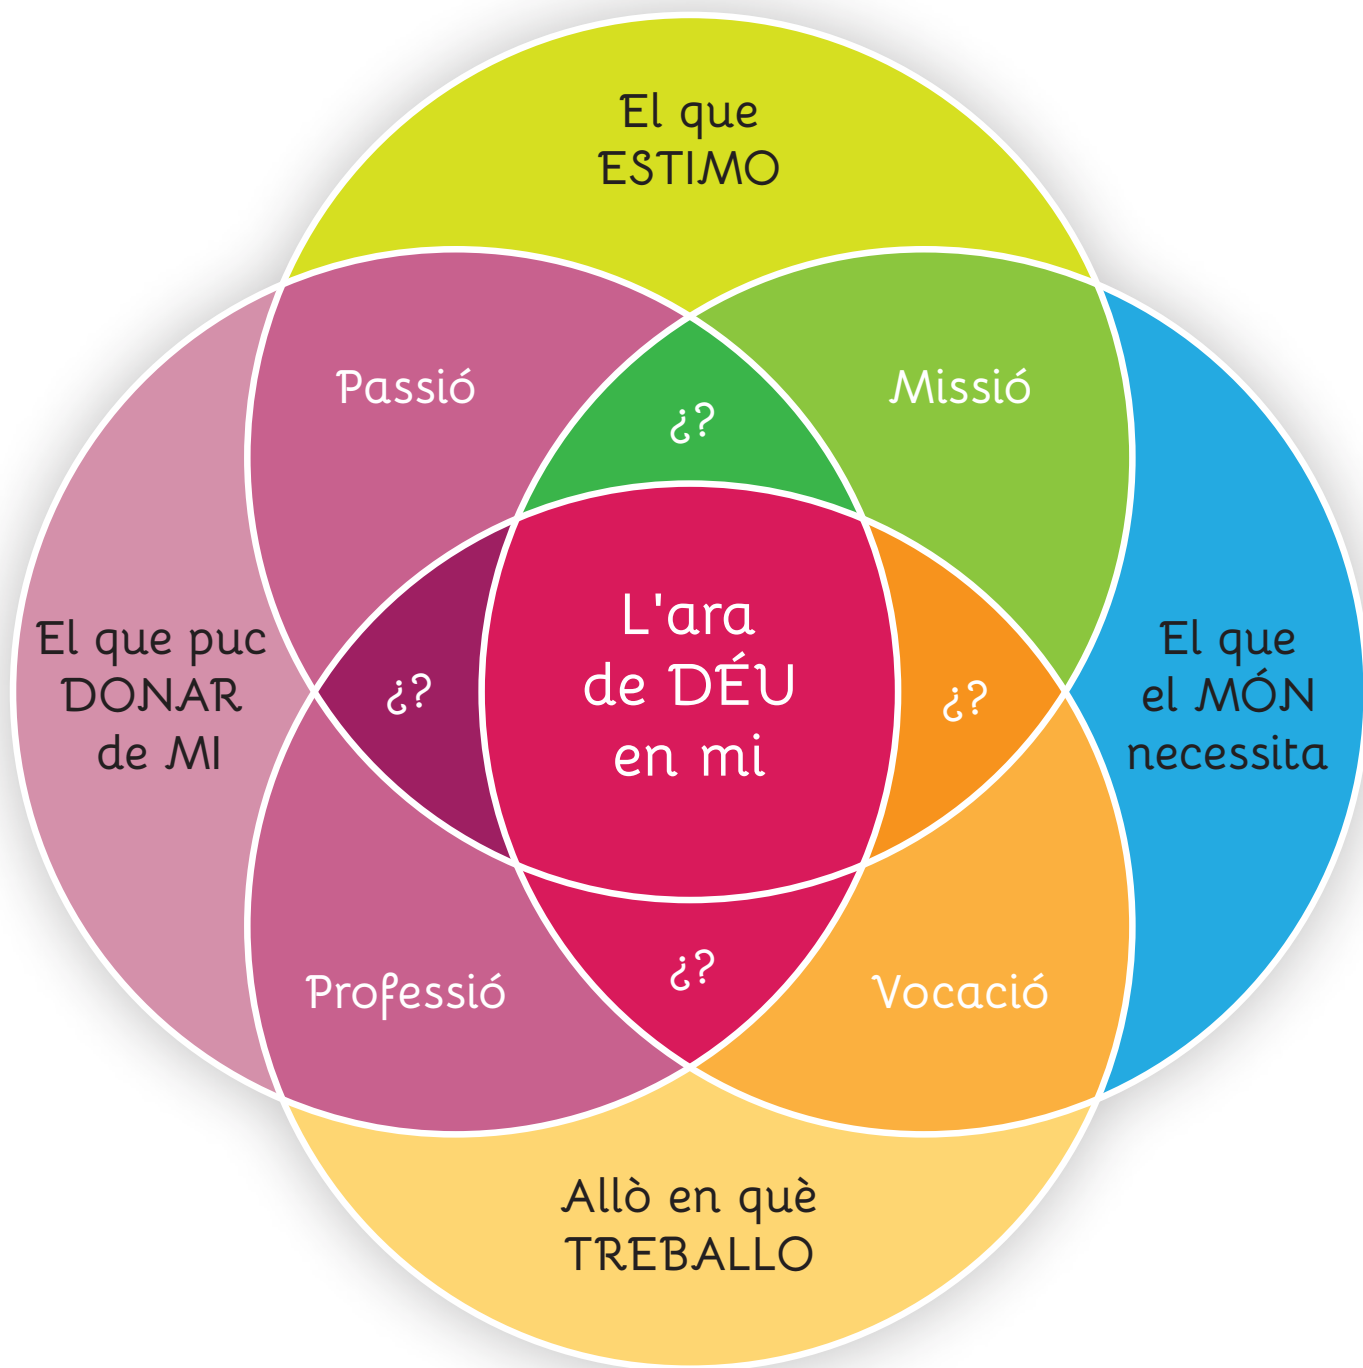 El que
ESTIMO
Passió
Missió
¿?
El que puc
DONAR
de MI
¿?
L'ara
de DÉU
en mi
¿?
El que
el MÓN
necessita
¿?
Professió
Vocació
Allò en què
TREBALLO